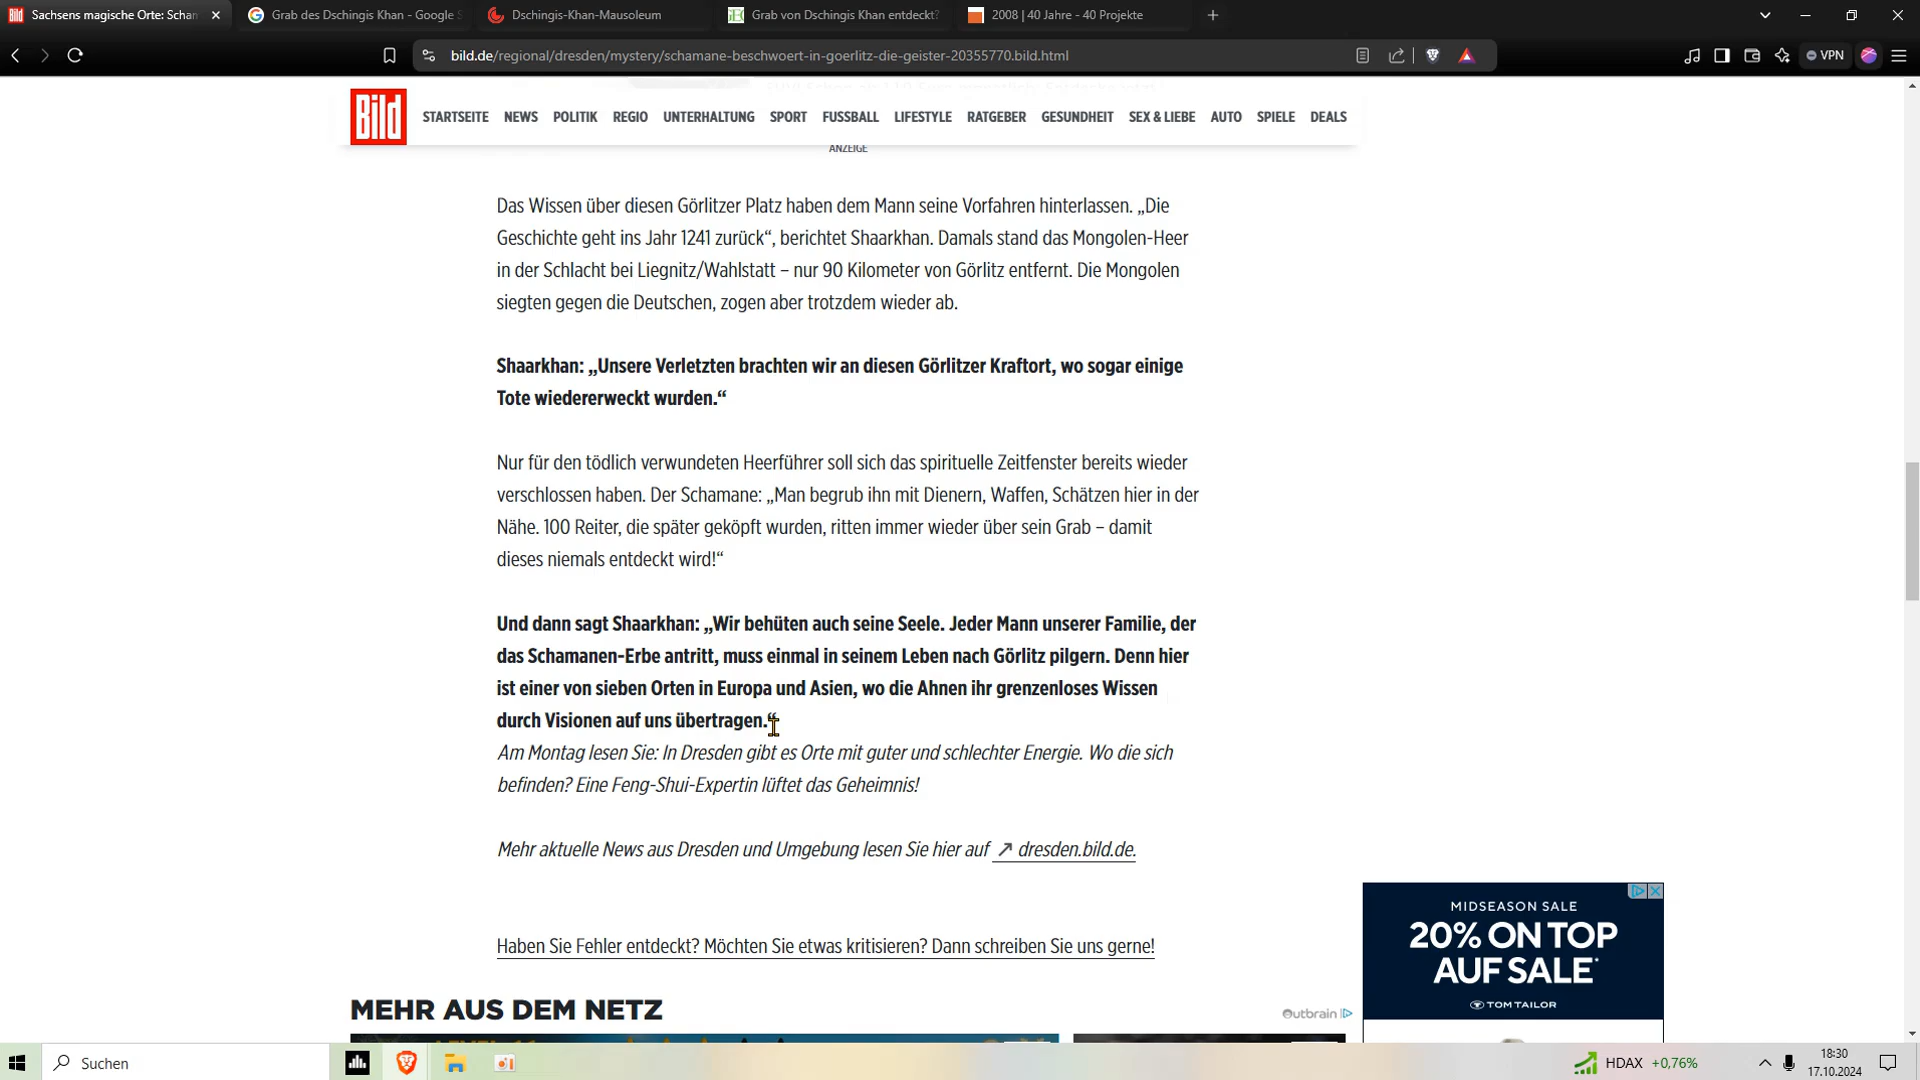 Sachsens magische Orte: Scha
Grab des Dschingis Khan - Google S
Dschingis-Khan-Mausoleum
Grab von Dschingis Khan entdeckt?
2008 | 40 Jahre - 40 Projekte
bild.de/regional/dresden/mystery/schamane-beschwoert-in-goerlitz-die-geister-20355770.bild.html
VPN
Bild
STARTSEITE NEWS POLITIK REGIO UNTERHALTUNG SPORT FUSSBALL LIFESTYLE RATGEBER GESUNDHEIT SEX & LIEBE AUTO SPIELE DEALS
ANZEIGE
Das Wissen über diesen Görlitzer Platz haben dem Mann seine Vorfahren hinterlassen. „Die
Geschichte geht ins Jahr 1241 zurück“, berichtet Shaarkhan. Damals stand das Mongolen-Heer
in der Schlacht bei Liegnitz/Wahlstatt – nur 90 Kilometer von Görlitz entfernt. Die Mongolen
siegten gegen die Deutschen, zogen aber trotzdem wieder ab.
Shaarkhan: „Unsere Verletzten brachten wir an diesen Görlitzer Kraftort, wo sogar einige
Tote wiedererweckt wurden.“
Nur für den tödlich verwundeten Heerführer soll sich das spirituelle Zeitfenster bereits wieder
verschlossen haben. Der Schamane: „Man begrub ihn mit Dienern, Waffen, Schätzen hier in der
Nähe. 100 Reiter, die später geköpft wurden, ritten immer wieder über sein Grab – damit
dieses niemals entdeckt wird!“
Und dann sagt Shaarkhan: „Wir behüten auch seine Seele. Jeder Mann unserer Familie, der
das Schamanen-Erbe antritt, muss einmal in seinem Leben nach Görlitz pilgern. Denn hier
ist einer von sieben Orten in Europa und Asien, wo die Ahnen ihr grenzenloses Wissen
durch Visionen auf uns übertragen.“
Am Montag lesen Sie: In Dresden gibt es Orte mit guter und schlechter Energie. Wo die sich
befinden? Eine Feng-Shui-Expertin lüftet das Geheimnis!
Mehr aktuelle News aus Dresden und Umgebung lesen Sie hier auf ↗ dresden.bild.de.
Haben Sie Fehler entdeckt? Möchten Sie etwas kritisieren? Dann schreiben Sie uns gerne!
MIDSEASON SALE
20% ON TOP
AUF SALE*
TOM TAILOR
MEHR AUS DEM NETZ
Outbrain
Suchen
HDAX +0,76%
18:30
17.10.2024